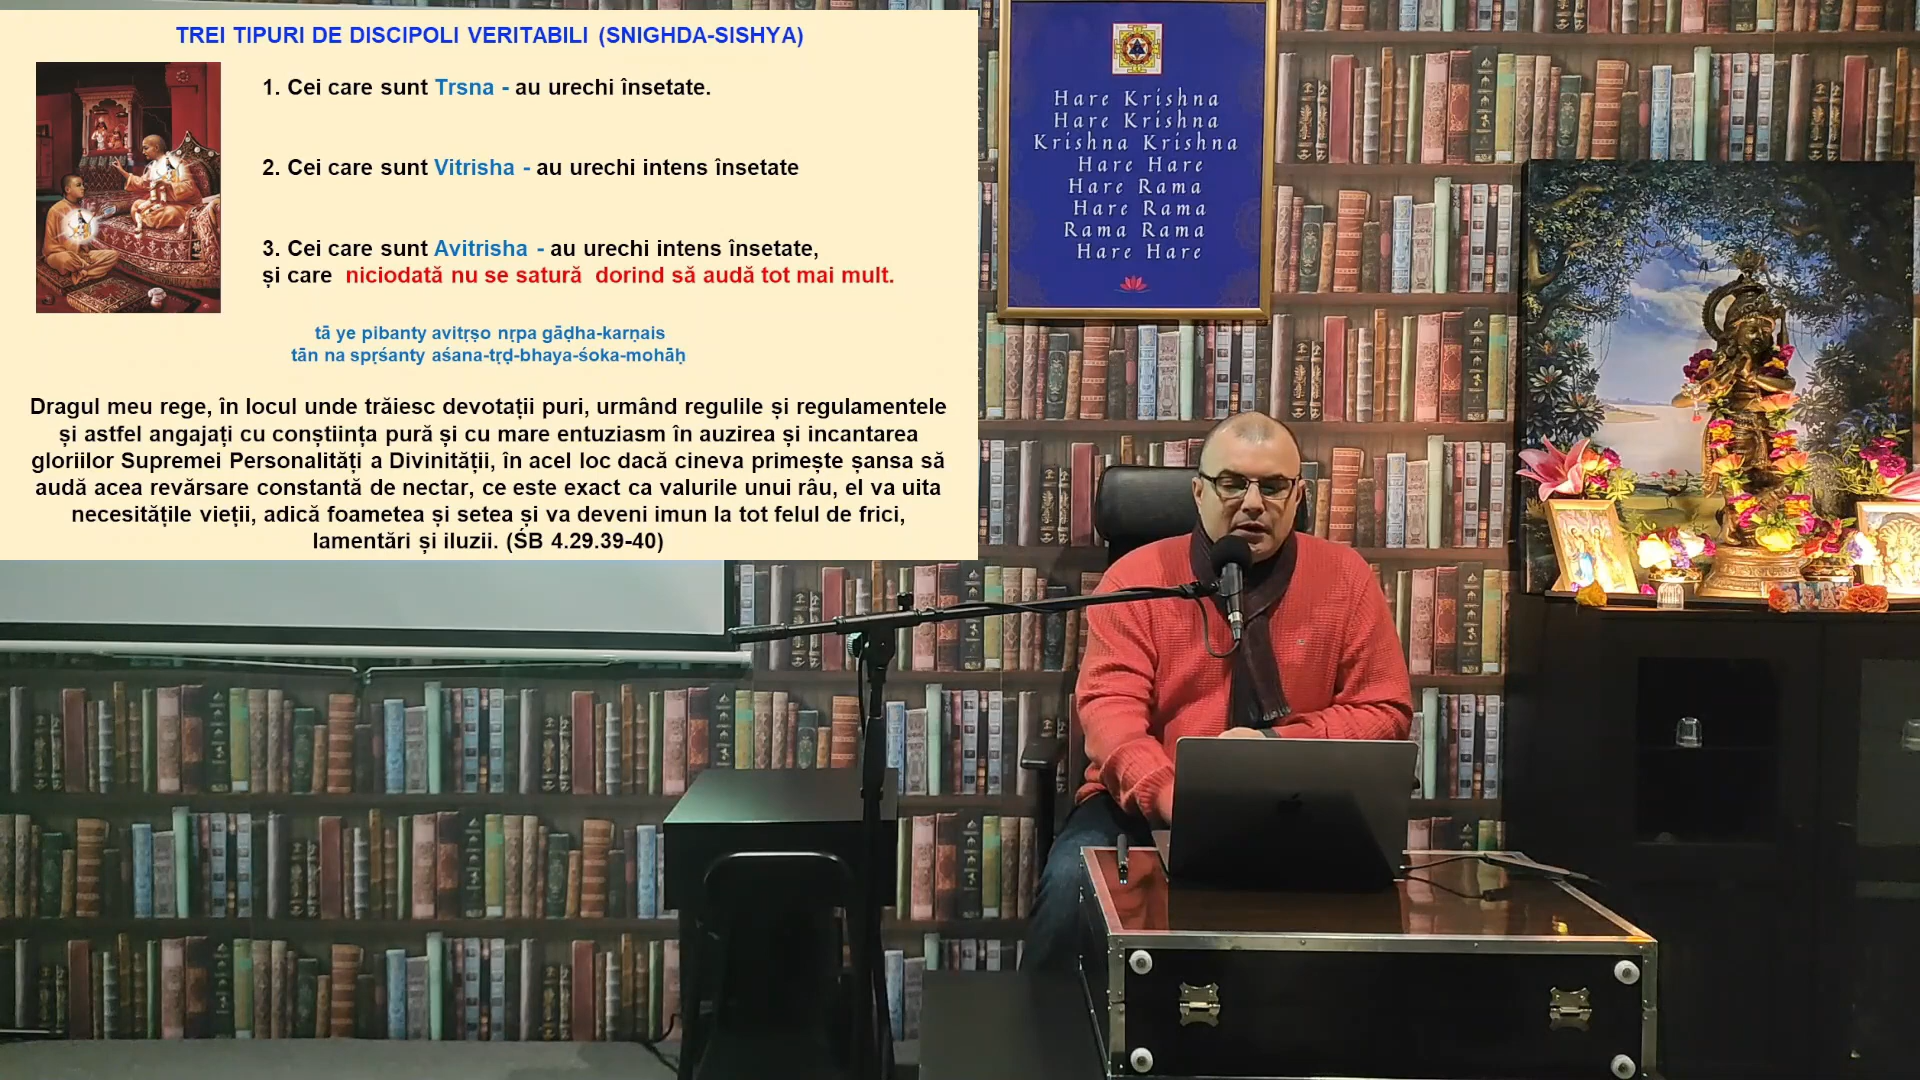 TREI TIPURI DE DISCIPOLI VERITABILI (SNIGHDA-SISHYA)
1. Cei care sunt Trsna - au urechi însetate.
2. Cei care sunt Vitrisha - au urechi intens însetate
3. Cei care sunt Avitrisha - au urechi intens însetate,
și care niciodată nu se satură dorind să audă tot mai mult.
tā ye pibanty avitṛṣo nṛpa gāḍha-karṇais
tān na spṛśanty aśana-tṛḍ-bhaya-śoka-mohāḥ
Dragul meu rege, în locul unde trăiesc devotații puri, urmând regulile și regulamentele
și astfel angajați cu conștiința pură și cu mare entuziasm în auzirea și incantarea
gloriilor Supremei Personalități a Divinității, în acel loc dacă cineva primește șansa să
audă acea revărsare constantă de nectar, ce este exact ca valurile unui râu, el va uita
necesitățile vieții, adică foametea și setea și va deveni imun la tot felul de frici,
lamentări și iluzii. (ŚB 4.29.39-40)
Hare Krishna
Hare Krishna
Krishna Krishna
Hare Hare
Hare Rama
Hare Rama
Rama Rama
Hare Hare